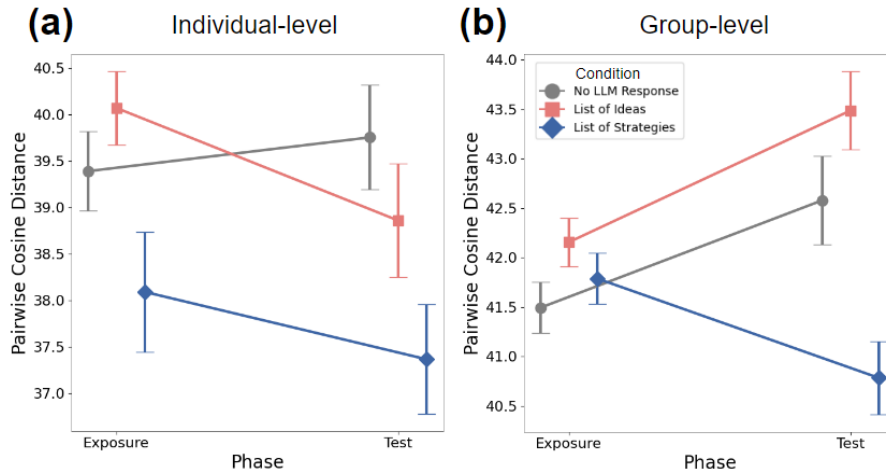 (a)
Individual-level
40.5
40.0
39.5
39.0
38.5
38.0
37.5
37.0
Pairwise Cosine Distance
Exposure
Test
Phase
(b)
Group-level
44.0
43.5
43.0
42.5
42.0
41.5
41.0
40.5
Pairwise Cosine Distance
Condition
No LLM Response
List of Ideas
List of Strategies
Exposure
Test
Phase